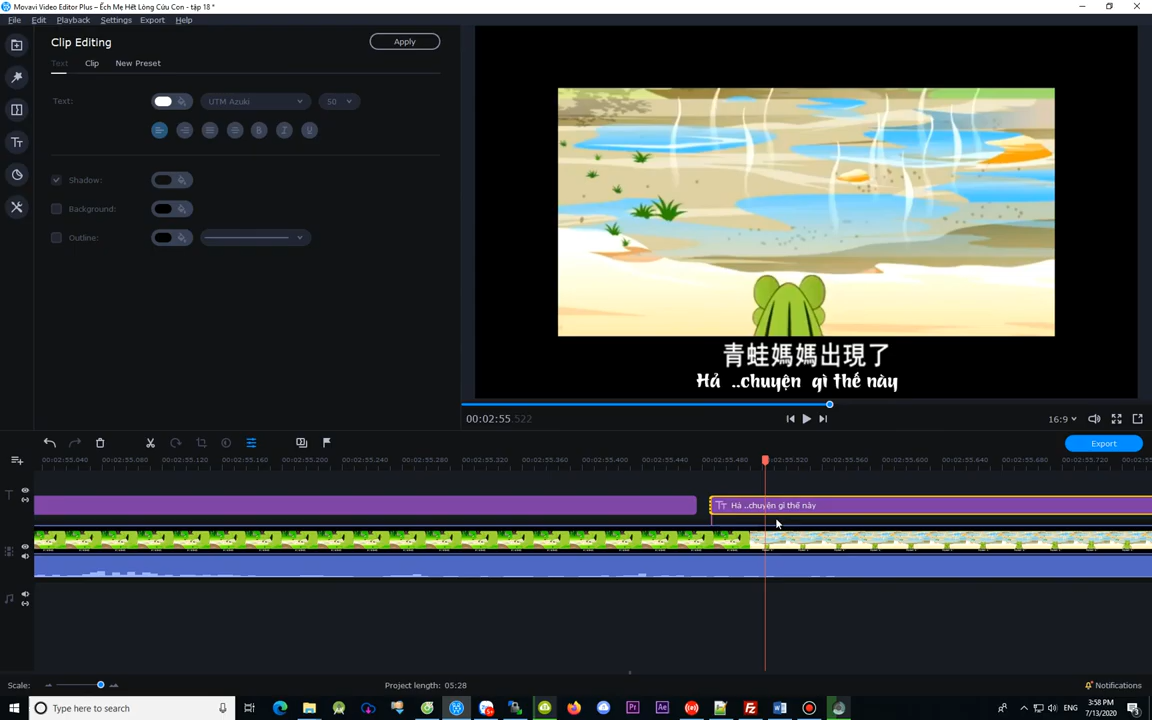 Movavi Video Editor Plus – Ếch Mẹ Hết Lòng Cứu Con - tập 18 *
File Edit Playback Settings Export Help
Clip Editing
Apply
Text Clip New Preset
Text: UTM Azuki 50
B I U
Shadow:
Background:
Outline:
青蛙媽媽出現了
Hả ..chuyện gì thế này
00:02:55.522
16:9
Export
00:02:55.040 00:02:55.080 00:02:55.120 00:02:55.160 00:02:55.200 00:02:55.240 00:02:55.280 00:02:55.320 00:02:55.360 00:02:55.400 00:02:55.440 00:02:55.480 00:02:55.520 00:02:55.560 00:02:55.600 00:02:55.640 00:02:55.680 00:02:55.720
Hả ..chuyện gì thế này
Scale:
Project length: 05:28
Notifications
Type here to search
ENG
3:58 PM
7/13/2020